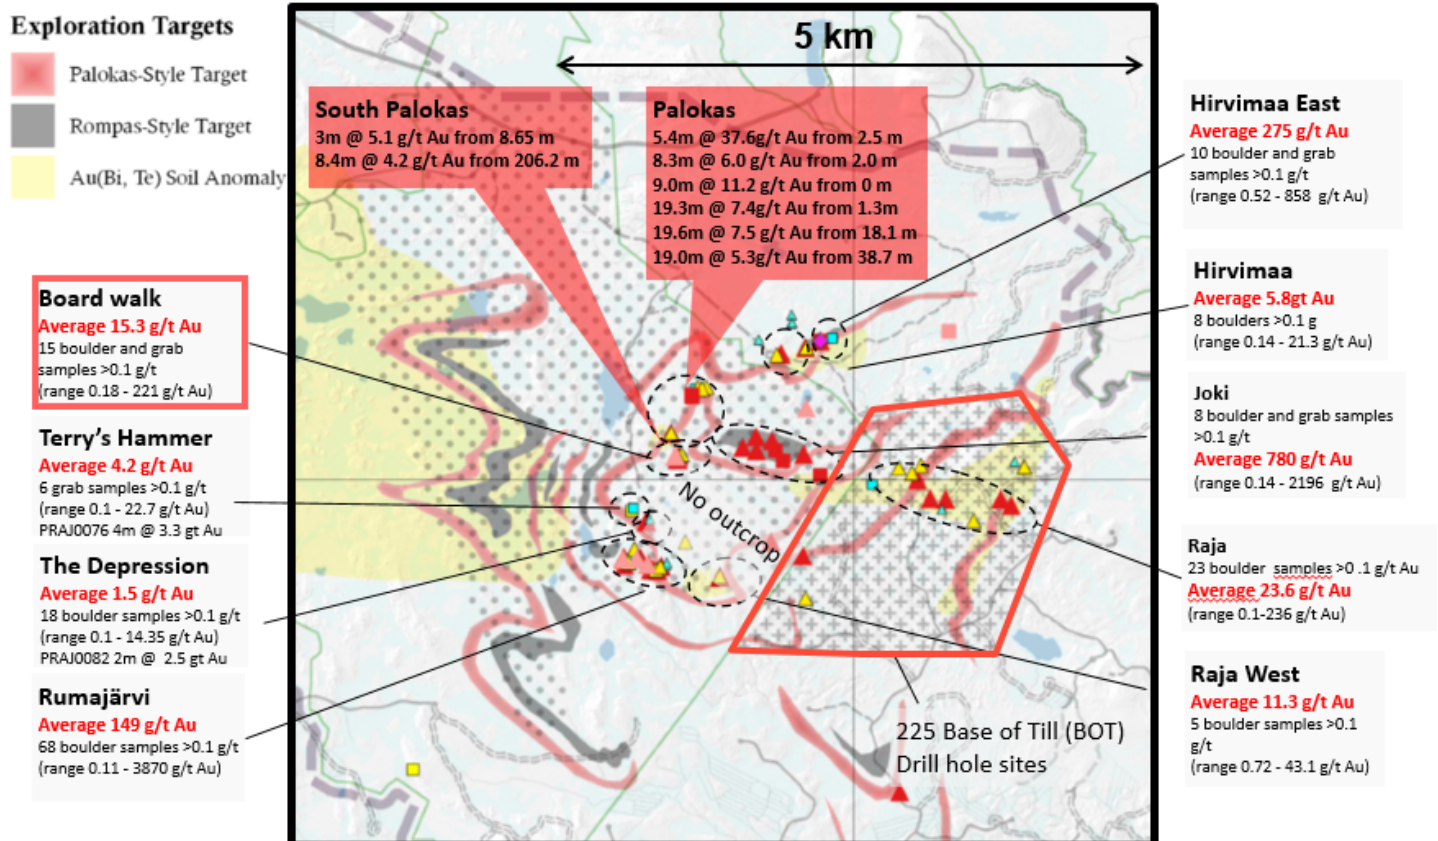 Exploration Targets
Palokas-Style Target
Rompas-Style Target
Au(Bi, Te) Soil Anomaly
5 km
South Palokas
3m @ 5.1 g/t Au from 8.65 m
8.4m @ 4.2 g/t Au from 206.2 m
Palokas
5.4m @ 37.6g/t Au from 2.5 m
8.3m @ 6.0 g/t Au from 2.0 m
9.0m @ 11.2 g/t Au from 0 m
19.3m @ 7.4g/t Au from 1.3m
19.6m @ 7.5 g/t Au from 18.1 m
19.0m @ 5.3g/t Au from 38.7 m
Board walk
Average 15.3 g/t Au
15 boulder and grab
samples >0.1 g/t
(range 0.18 - 221 g/t Au)
Terry's Hammer
Average 4.2 g/t Au
6 grab samples >0.1 g/t
(range 0.1 - 22.7 g/t Au)
PRAJ0076 4m @ 3.3 gt Au
The Depression
Average 1.5 g/t Au
18 boulder samples >0.1 g/t
(range 0.1 - 14.35 g/t Au)
PRAJ0082 2m @ 2.5 gt Au
Rumajärvi
Average 149 g/t Au
68 boulder samples >0.1 g/t
(range 0.11 - 3870 g/t Au)
No outcrop
225 Base of Till (BOT)
Drill hole sites
Hirvimaa East
Average 275 g/t Au
10 boulder and grab
samples >0.1 g/t
(range 0.52 - 858 g/t Au)
Hirvimaa
Average 5.8gt Au
8 boulders >0.1 g
(range 0.14 - 21.3 g/t Au)
Joki
8 boulder and grab samples
>0.1 g/t
Average 780 g/t Au
(range 0.14 - 2196 g/t Au)
Raja
23 boulder samples >0 .1 g/t Au
Average 23.6 g/t Au
(range 0.1-236 g/t Au)
Raja West
Average 11.3 g/t Au
5 boulder samples >0.1
g/t
(range 0.72 - 43.1 g/t Au)